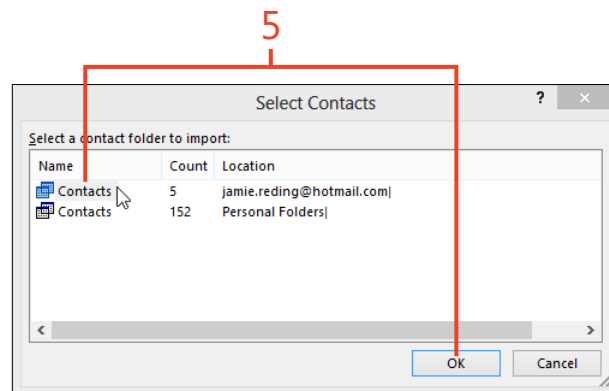 5
Select Contacts ? ×
Select a contact folder to import:
Name Count Location
Contacts 5 jamie.reding@hotmail.com|
Contacts 152 Personal Folders|
OK Cancel